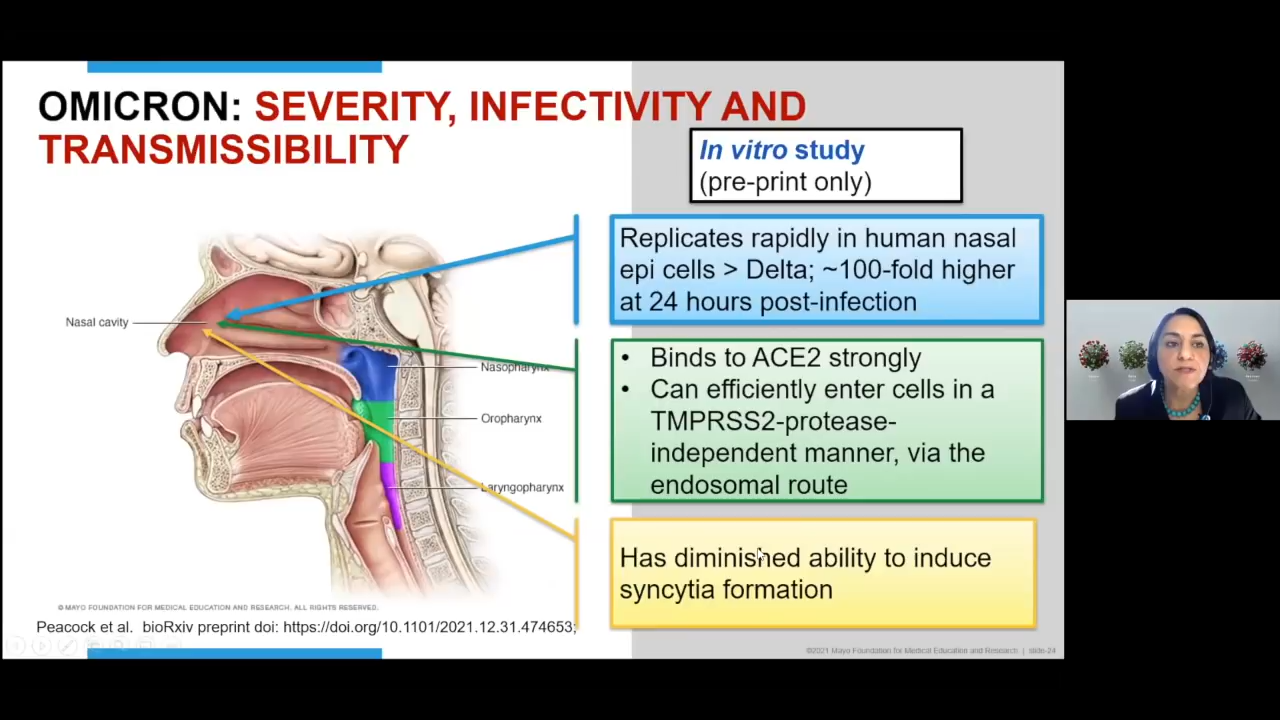 OMICRON: SEVERITY, INFECTIVITY AND
TRANSMISSIBILITY
In vitro study
(pre-print only)
Replicates rapidly in human nasal
epi cells > Delta; ~100-fold higher
at 24 hours post-infection
• Binds to ACE2 strongly
• Can efficiently enter cells in a
TMPRSS2-protease-
independent manner, via the
endosomal route
Has diminished ability to induce
syncytia formation
Nasal cavity
Nasopharynx
Oropharynx
Laryngopharynx
© MAYO FOUNDATION FOR MEDICAL EDUCATION AND RESEARCH. ALL RIGHTS RESERVED.
Peacock et al. bioRxiv preprint doi: https://doi.org/10.1101/2021.12.31.474653;
©2021 Mayo Foundation for Medical Education and Research | slide-24